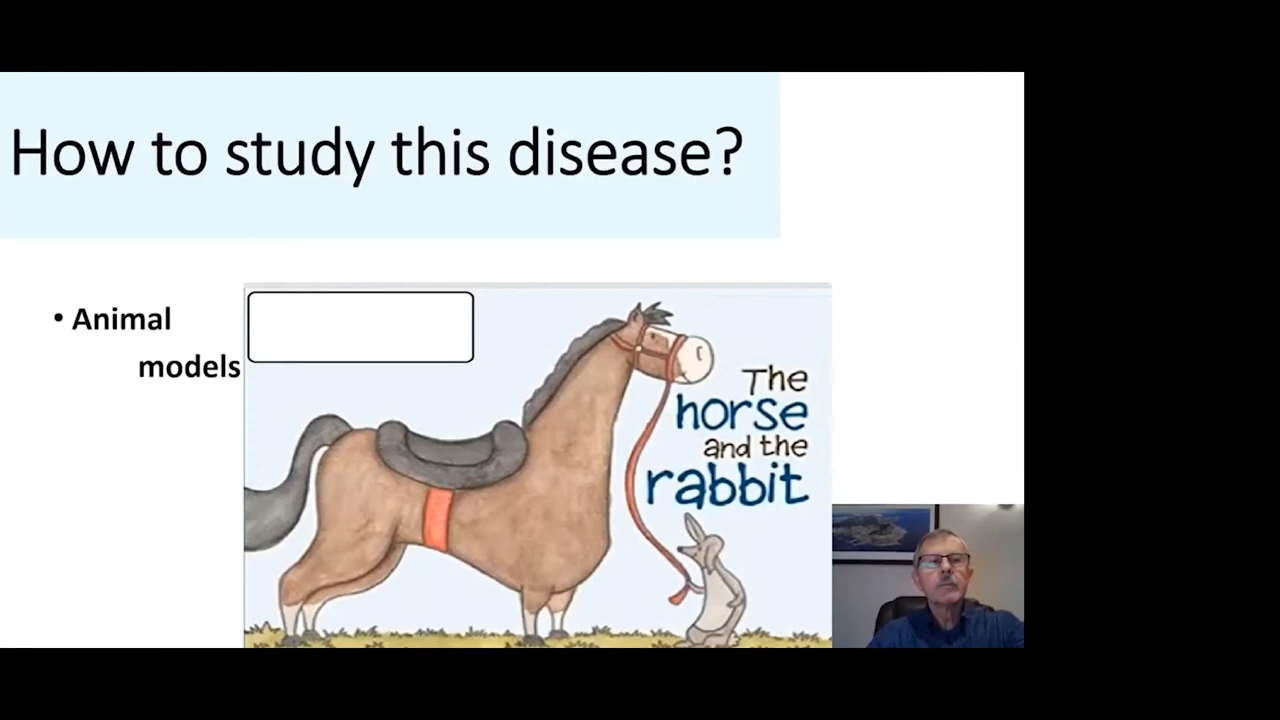 How to study this disease?
• Animal
models
The
horse
and the
rabbit